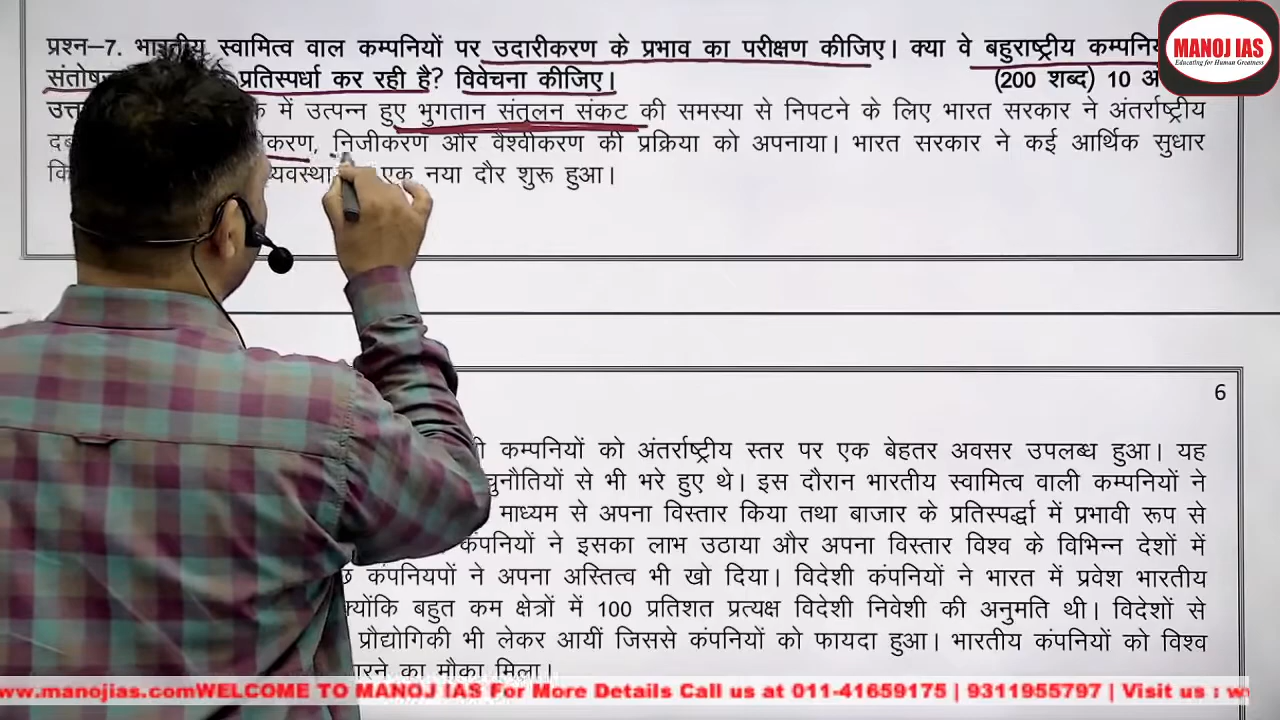 प्रश्न–7. भारतीय स्वामित्व वाल कम्पनियों पर उदारीकरण के प्रभाव का परीक्षण कीजिए। क्या वे बहुराष्ट्रीय
प्रतिस्पर्धा कर रही है? विवेचना कीजिए। (200 शब्द) 10
में उत्पन्न हुए भुगतान संतुलन संकट की समस्या से निपटने के लिए भारत सरकार ने अंतर्राष्ट्रीय
निजीकरण और वैश्वीकरण की प्रक्रिया को अपनाया। भारत सरकार ने कई आर्थिक सुधार
एक नया दौर शुरू हुआ।
MANOJ IAS
Educating for Human Greatness
6
कम्पनियों को अंतर्राष्ट्रीय स्तर पर एक बेहतर अवसर उपलब्ध हुआ। यह
से भी भरे हुए थे। इस दौरान भारतीय स्वामित्व वाली कम्पनियों ने
माध्यम से अपना विस्तार किया तथा बाजार के प्रतिस्पर्द्धा में प्रभावी रूप से
कंपनियों ने इसका लाभ उठाया और अपना विस्तार विश्व के विभिन्न देशों में
कंपनियपों ने अपना अस्तित्व भी खो दिया। विदेशी कंपनियों ने भारत में प्रवेश भारतीय
क्योंकि बहुत कम क्षेत्रों में 100 प्रतिशत प्रत्यक्ष विदेशी निवेशी की अनुमति थी। विदेशों से
प्रौद्योगिकी भी लेकर आयीं जिससे कंपनियों को फायदा हुआ। भारतीय कंपनियों को विश्व
का मौका मिला।
www.manojias.comWELCOME TO MANOJ IAS For More Details Call us at 011-41659175 | 9311955797 | Visit us :